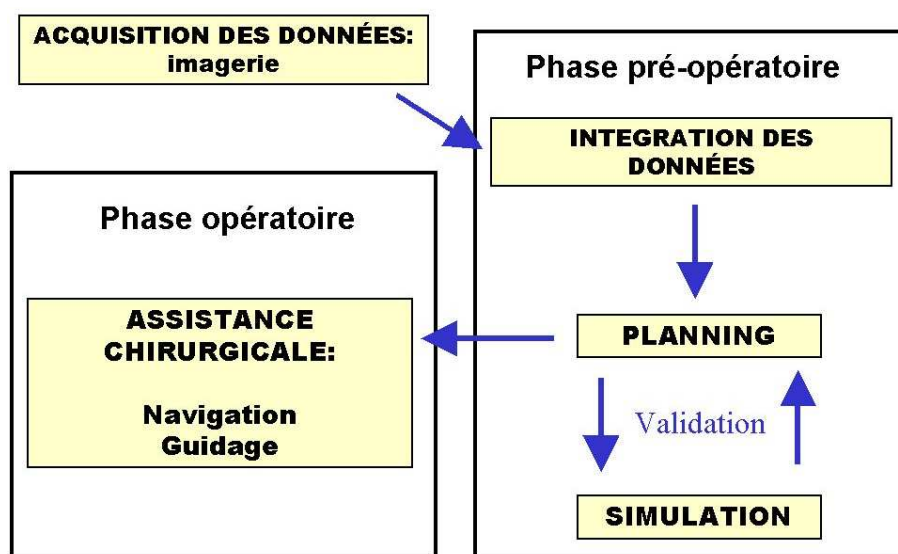 ACQUISITION DES DONNÉES:
imagerie
Phase pré-opératoire
INTEGRATION DES
DONNÉES
Phase opératoire
ASSISTANCE
CHIRURGICALE:
Navigation
Guidage
PLANNING
Validation
SIMULATION